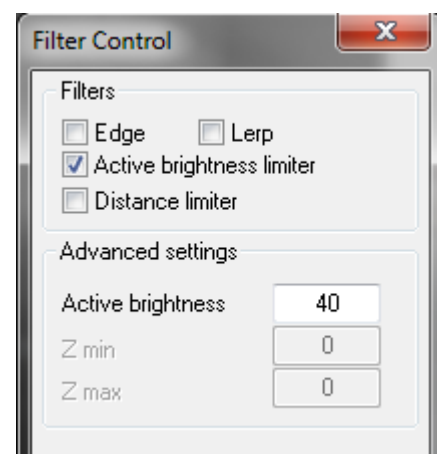 Filter Control
Filters
Edge Lerp
Active brightness limiter
Distance limiter
Advanced settings
Active brightness 40
Z min 0
Z max 0